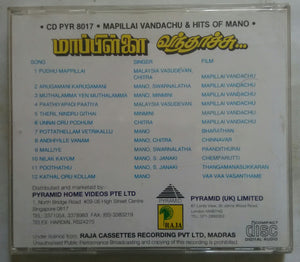 • CD PYR 8017 • MAPILLAI VANDACHU & HITS OF MANO •
மாப்பிள்ளை வந்தாச்சு...
SONG SINGER FILM
1 PUDHU MAPPILLAI MALAYSIA VASUDEVAN, CHITRA MAPILLAI VANDACHU
2 ARUGAMANI KARUGAMANI MANO, SWARNALATHA MAPILLAI VANDACHU
3 MUTHALAMMA YEN MUTHALAMMA MANO, CHITRA MAPILLAI VANDACHU
4 PAATHIYAPADI PAATIYA MALAYSIA VASUDEVAN MAPILLAI VANDACHU
5 THERIL NINDRU GITHAI MINMINI MAPILLAI VANDACHU
6 UNNAI ORU PODHUM CHITRA MAPILLAI VANDACHU
7 POTTATHELLAM VETRIKALLU MANO BHARATHAN
8 ANDHIYILLE VANAM MANO, CHITRA CHINNAVAR
9 MALLIYE MANO, SWARNALATHA PAANDITHURAI
10 NILAA KAYUM MANO, S. JANAKI CHEMPARUTTI
11 POOTHATHU MANO, S. JANAKI THANGAMANASUKKARAN
12 KATHAL ORU KOLLAM MANO VAA VAA VASANTHAME
Distributed and marketed by:
PYRAMID HOME VIDEOS PTE LTD
1, North Bridge Road, #09-06 High Street Centre
Singapore 0617
PYRAMID
RAJA
PYRAMID (UK) LIMITED
COMPACT
disc
DIGITAL AUDIO
Under licence from: RAJA CASSETTES RECORDING PVT LTD, MADRAS
Unauthorised Public Performance Broadcasting and copying of this recording is prohibited.